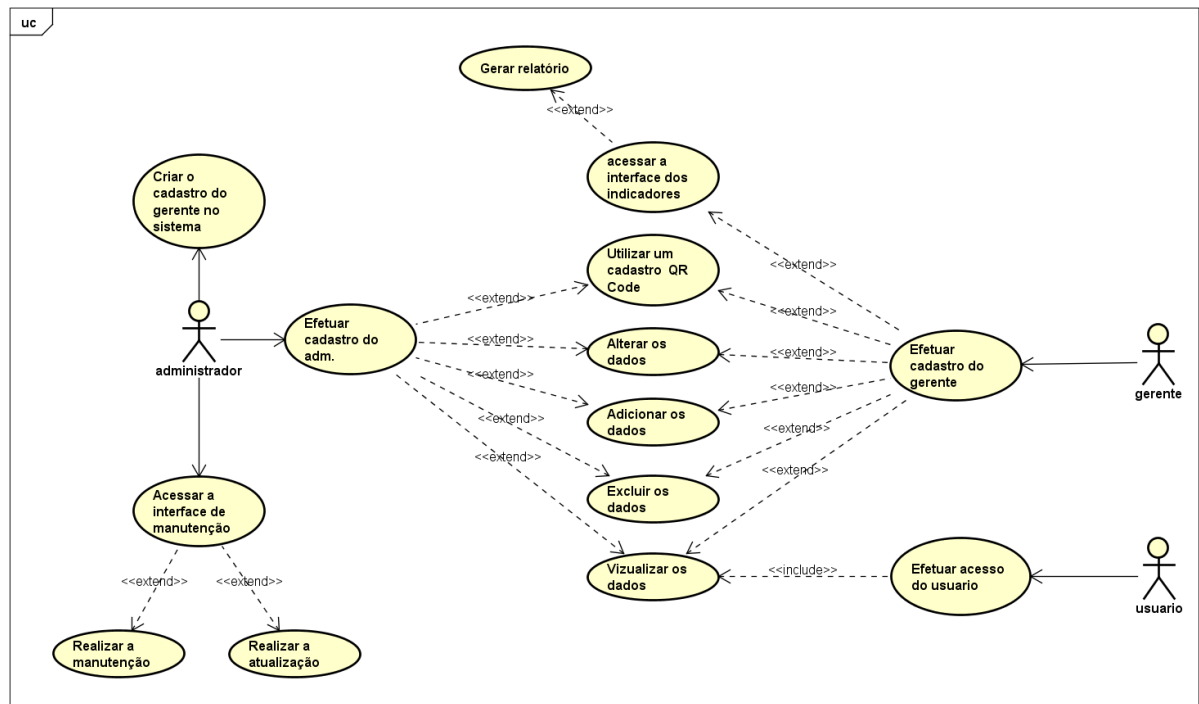 uc
Gerar relatório
<<extend>>
acessar a
interface dos
indicadores
Criar o
cadastro do
gerente no
sistema
Utilizar um
cadastro QR
Code
<<extend>>
<<extend>>
<<extend>>
administrador
Efetuar
cadastro do
adm.
<<extend>>
Alterar os
dados
<<extend>>
Efetuar
cadastro do
gerente
gerente
<<extend>>
Adicionar os
dados
<<extend>>
<<extend>>
<<extend>>
<<extend>>
<<extend>>
Excluir os
dados
Acessar a
interface de
manutenção
Vizualizar os
dados
<<include>>
Efetuar acesso
do usuario
usuario
<<extend>>
<<extend>>
Realizar a
manutenção
Realizar a
atualização